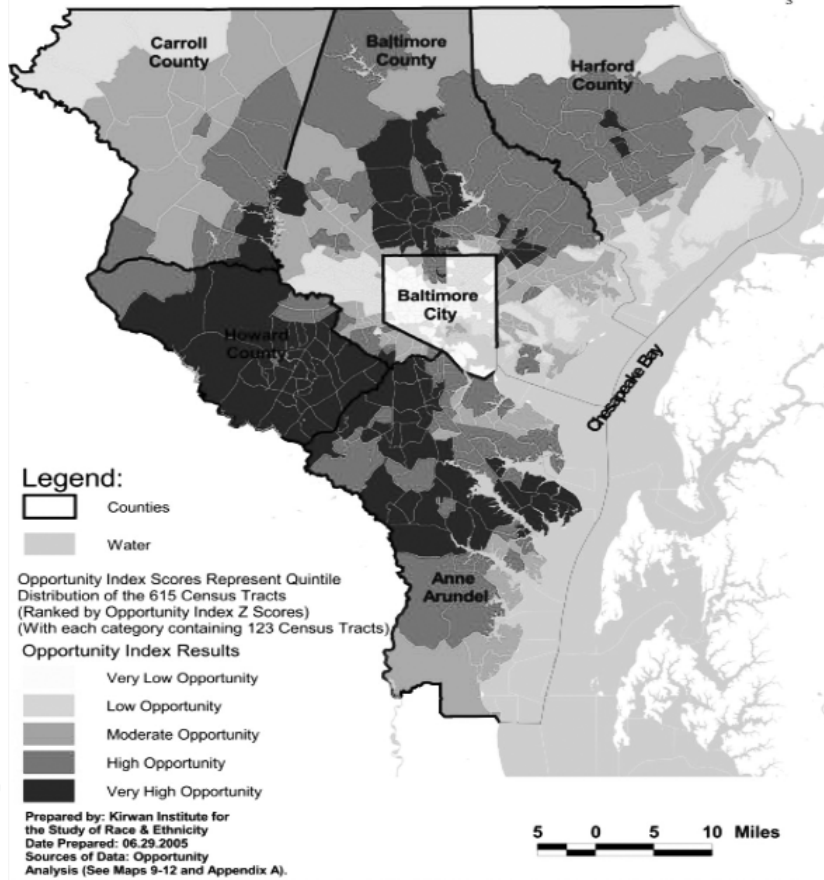 s
Carroll
County
Baltimore
County
Harford
County
Baltimore
City
Howard
County
Chesapeake Bay
Anne
Arundel
Legend:
Counties
Water
Opportunity Index Scores Represent Quintile
Distribution of the 615 Census Tracts
(Ranked by Opportunity Index Z Scores)
(With each category containing 123 Census Tracts)
Opportunity Index Results
Very Low Opportunity
Low Opportunity
Moderate Opportunity
High Opportunity
Very High Opportunity
Prepared by: Kirwan Institute for
the Study of Race & Ethnicity
Date Prepared: 06.29.2005
Sources of Data: Opportunity
Analysis (See Maps 9-12 and Appendix A).
5 0 5 10 Miles